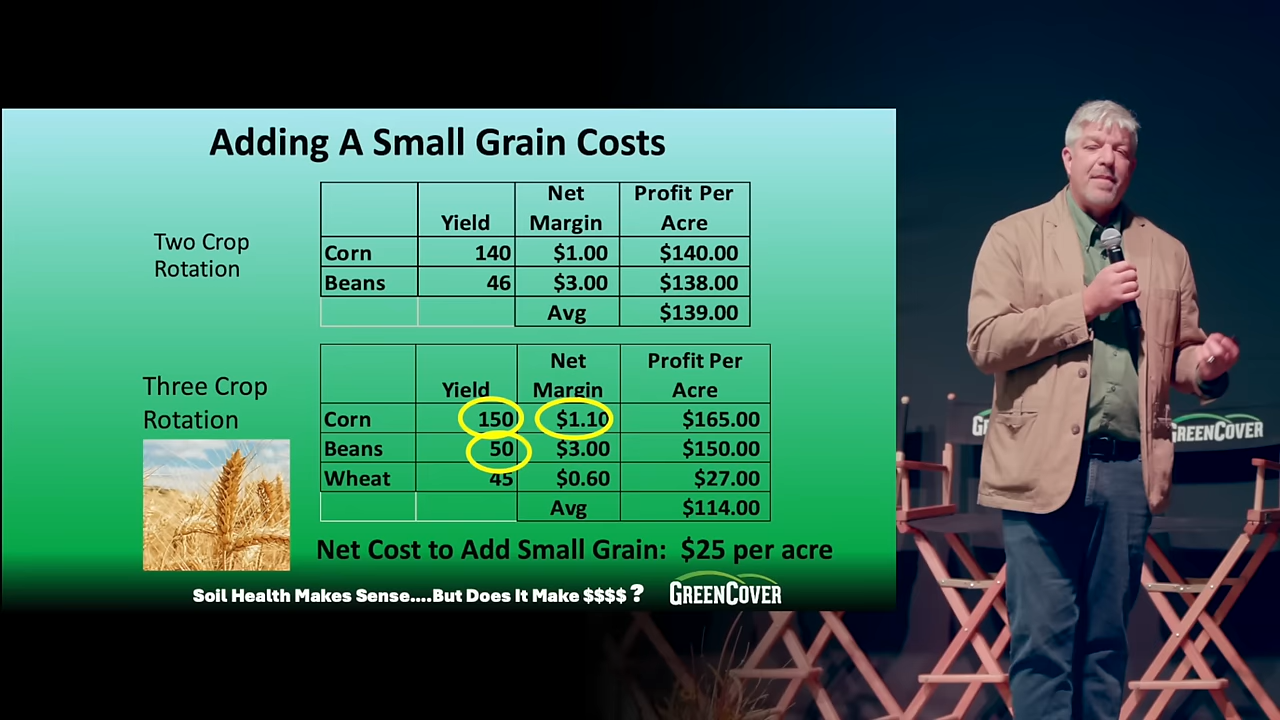 Adding A Small Grain Costs
Two Crop
Rotation
Yield Net Margin Profit Per Acre
Corn 140 $1.00 $140.00
Beans 46 $3.00 $138.00
Avg $139.00
Three Crop
Rotation
Yield Net Margin Profit Per Acre
Corn 150 $1.10 $165.00
Beans 50 $3.00 $150.00
Wheat 45 $0.60 $27.00
Avg $114.00
Net Cost to Add Small Grain: $25 per acre
Soil Health Makes Sense....But Does It Make $$$$ ?
GREENCOVER
GREENCOVER